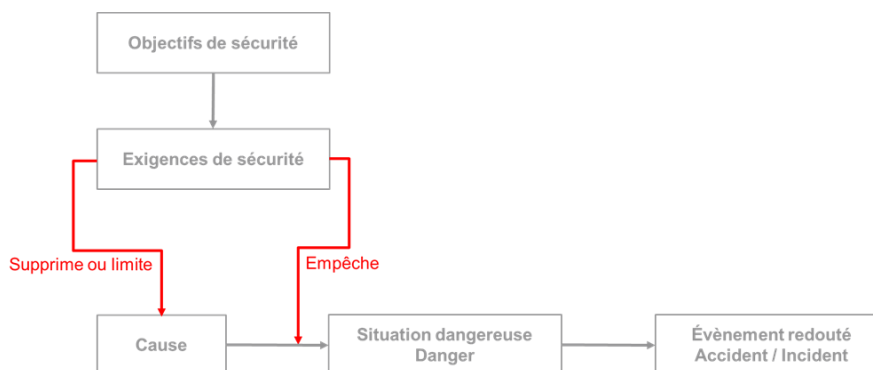 Objectifs de sécurité
Exigences de sécurité
Supprime ou limite
Empêche
Cause
Situation dangereuse
Danger
Évènement redouté
Accident / Incident